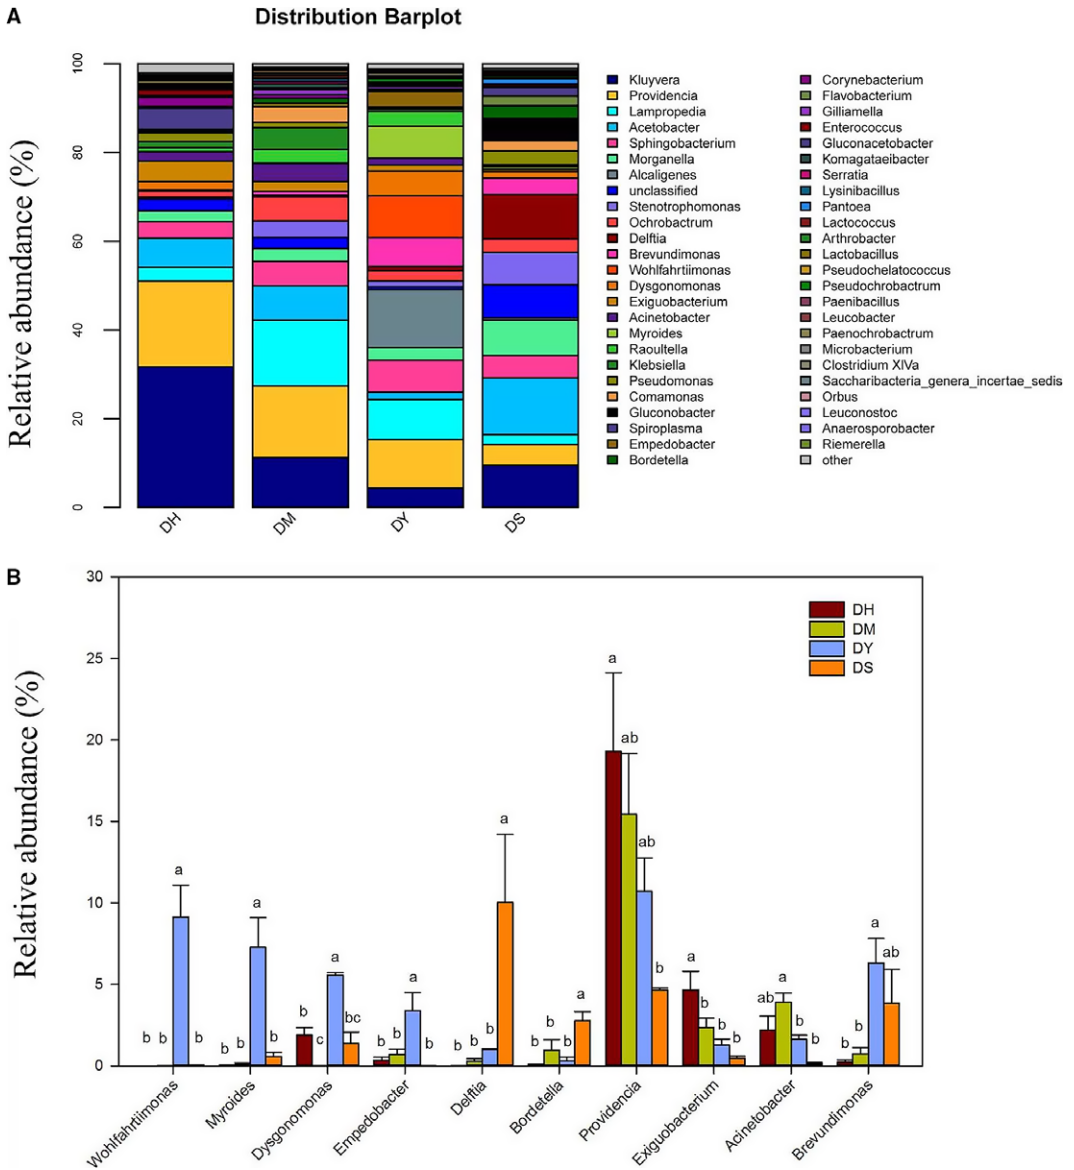 A
Distribution Barplot
Relative abundance (%)
100
80
60
40
20
0
DH
DM
DY
DS
Kluyvera
Providencia
Lampropedia
Acetobacter
Sphingobacterium
Morganella
Alcaligenes
unclassified
Stenotrophomonas
Ochrobactrum
Delftia
Brevundimonas
Wohlfahrtiimonas
Dysgonomonas
Exiguobacterium
Acinetobacter
Myroides
Raoultella
Klebsiella
Pseudomonas
Comamonas
Gluconobacter
Spiroplasma
Empedobacter
Bordetella
Corynebacterium
Flavobacterium
Gilliamella
Enterococcus
Gluconacetobacter
Komagataeibacter
Serratia
Lysinibacillus
Pantoea
Lactococcus
Arthrobacter
Lactobacillus
Pseudochelatococcus
Pseudochrobactrum
Paenibacillus
Leucobacter
Paenochrobactrum
Microbacterium
Clostridium XlVa
Saccharibacteria_genera_incertae_sedis
Orbus
Leuconostoc
Anaerosporobacter
Riemerella
other
B
Relative abundance (%)
30
25
20
15
10
5
0
DH
DM
DY
DS
b b a b
b b a b
b c a bc
b b a b
b b b a
b b b a
a ab ab b
a b b b
ab a b b
b b a ab
Wohlfahrtiimonas
Myroides
Dysgonomonas
Empedobacter
Delftia
Bordetella
Providencia
Exiguobacterium
Acinetobacter
Brevundimonas